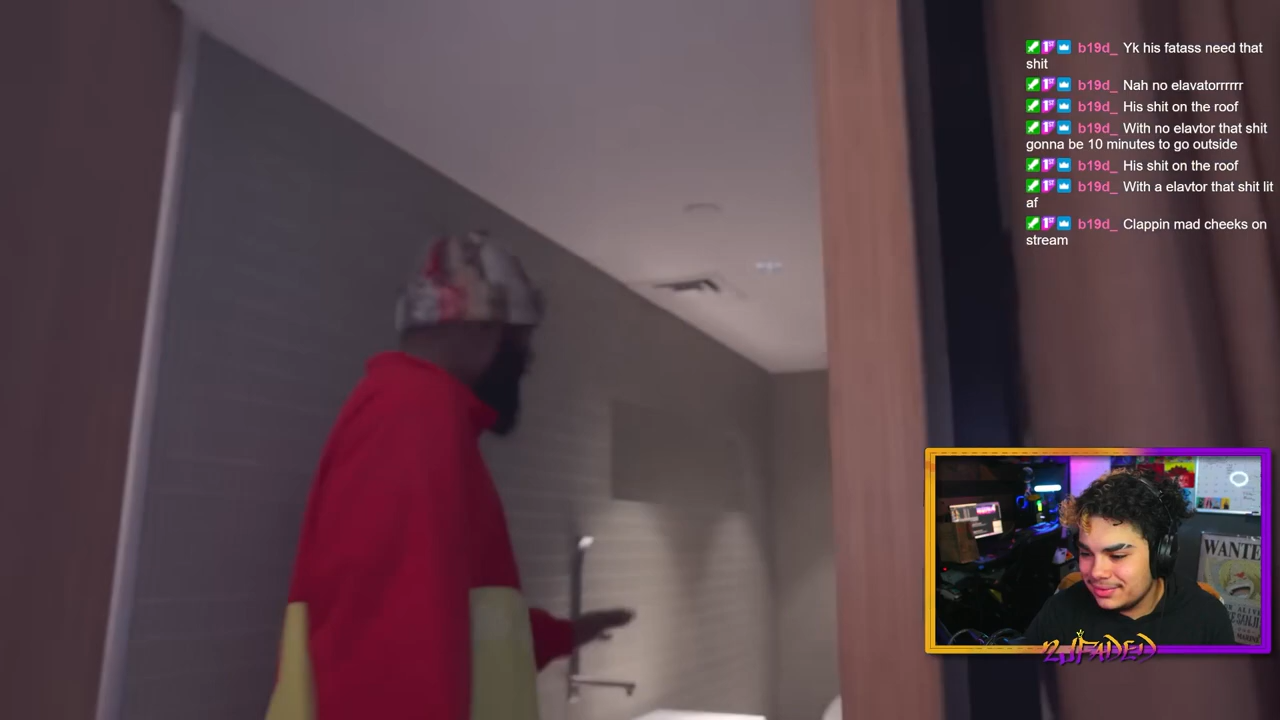 b19d_ Yk his fatass need that
shit
b19d_ Nah no elavatorrrrr
b19d_ His shit on the roof
b19d_ With no elavtor that shit
gonna be 10 minutes to go outside
b19d_ His shit on the roof
b19d_ With a elavtor that shit lit
af
b19d_ Clappin mad cheeks on
stream
WANTE
2JFADED